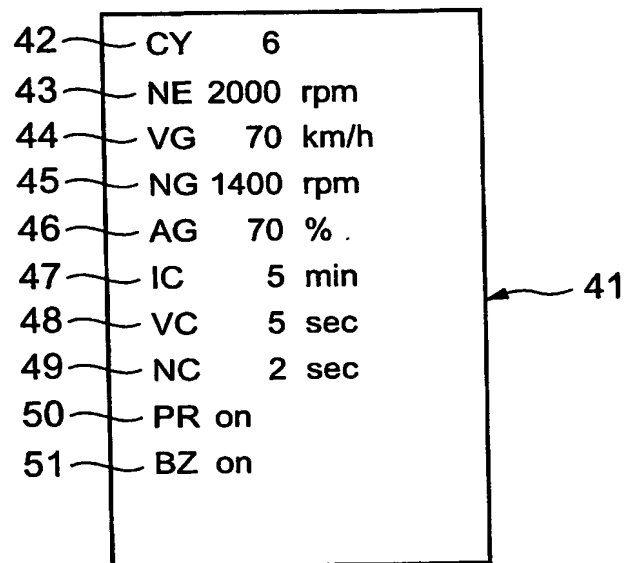 42 CY 6
43 NE 2000 rpm
44 VG 70 km/h
45 NG 1400 rpm
46 AG 70 % .
47 IC 5 min
41
48 VC 5 sec
49 NC 2 sec
50 PR on
51 BZ on